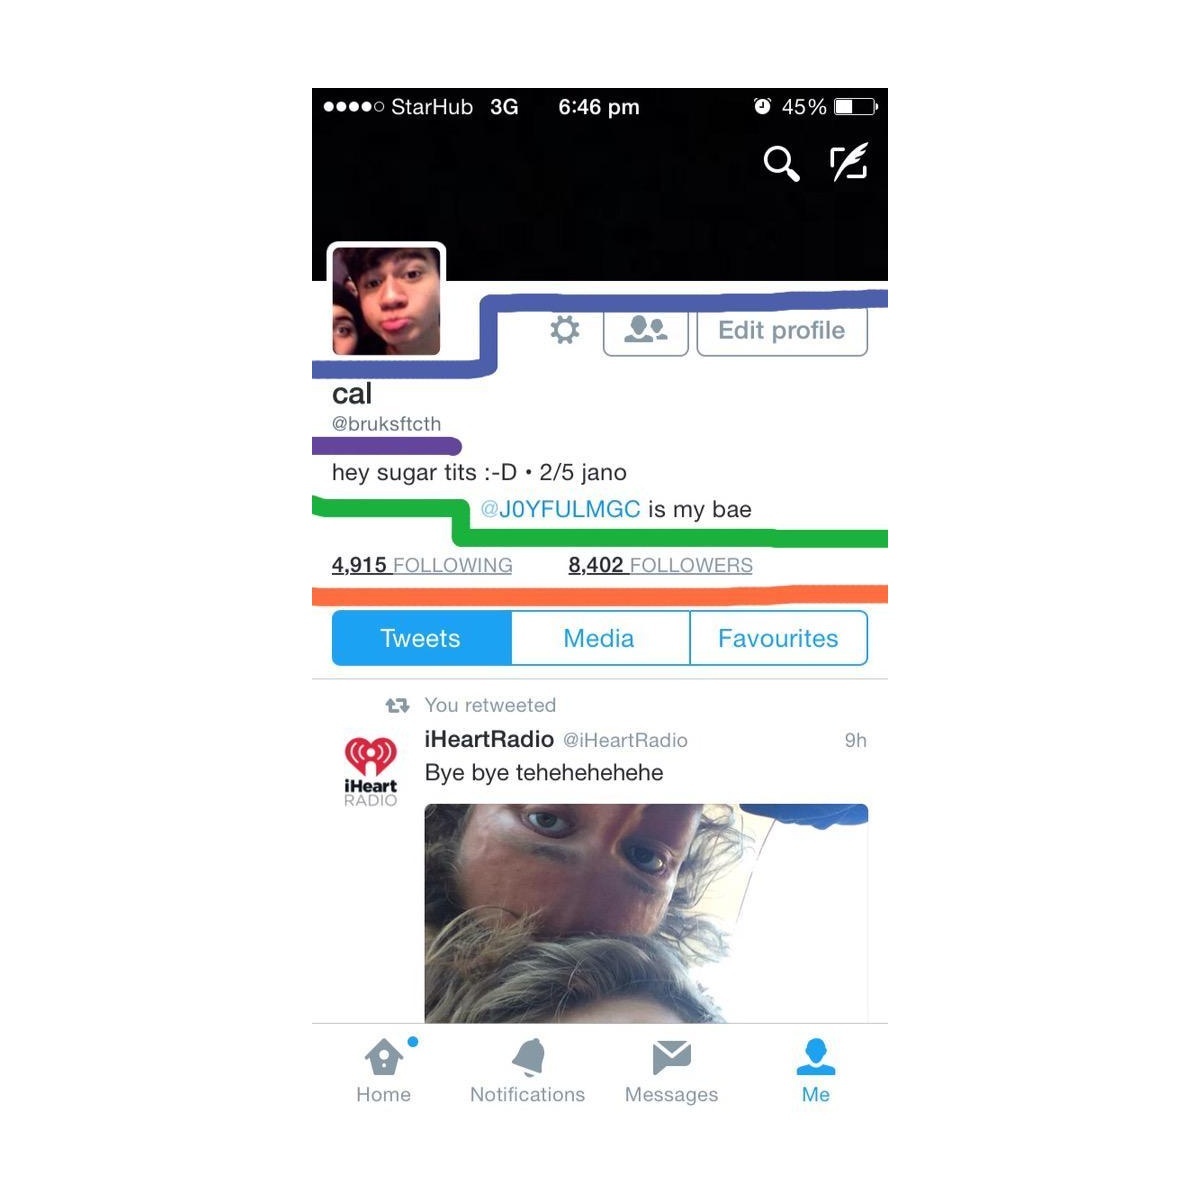 StarHub 3G 6:46 pm 45%
Edit profile
cal
@bruksftcth
hey sugar tits :-D • 2/5 jano
@J0YFULMGC is my bae
4,915 FOLLOWING 8,402 FOLLOWERS
Tweets Media Favourites
You retweeted
iHeartRadio @iHeartRadio 9h
Bye bye tehehehehehe
iHeart
RADIO
Home Notifications Messages Me